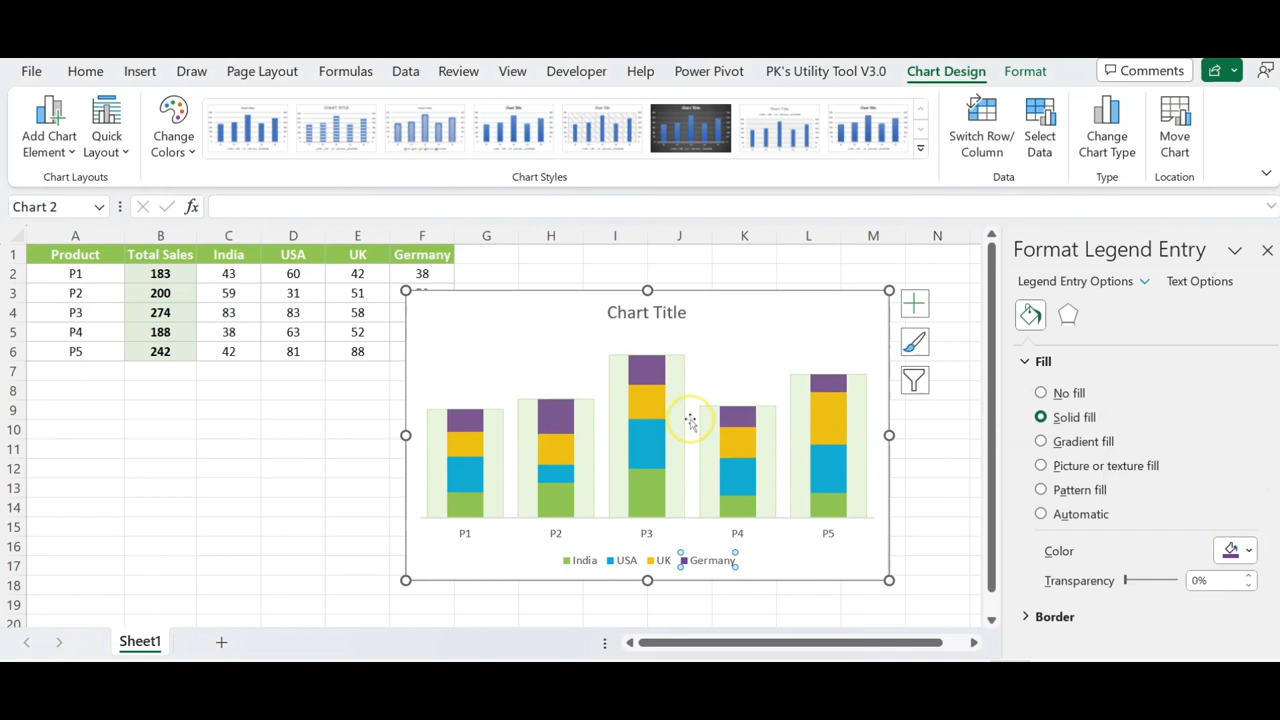 File Home Insert Draw Page Layout Formulas Data Review View Developer Help Power Pivot PK's Utility Tool V3.0 Chart Design Format Comments
Add Chart Element
Quick Layout
Change Colors
Switch Row/ Column
Select Data
Change Chart Type
Move Chart
Chart Layouts Chart Styles Data Type Location
Chart 2 fx
A B C D E F G H I J K L M N
1 Product Total Sales India USA UK Germany
2 P1 183 43 60 42 38
3 P2 200 59 31 51
4 P3 274 83 83 58
5 P4 188 38 63 52
6 P5 242 42 81 88
7
8
9
10
11
12
13
14
15
16
17
18
19
20
Chart Title
P1 P2 P3 P4 P5
India USA UK Germany
Format Legend Entry
Legend Entry Options Text Options
Fill
No fill
Solid fill
Gradient fill
Picture or texture fill
Pattern fill
Automatic
Color
Transparency 0%
Border
Sheet1